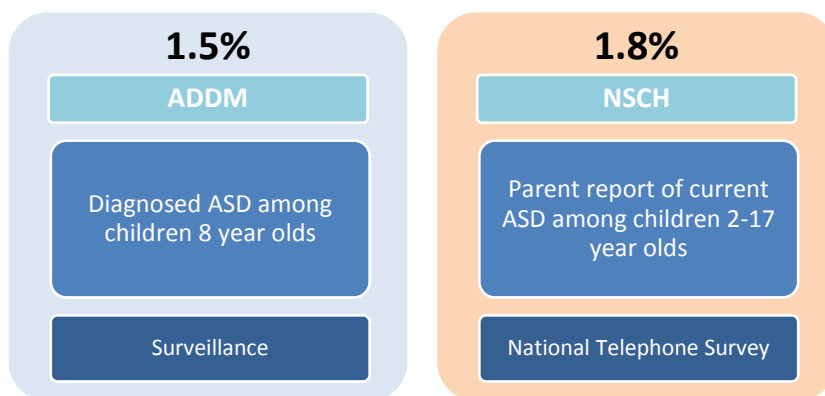 1.5%
ADDM
Diagnosed ASD among
children 8 year olds
Surveillance
1.8%
NSCH
Parent report of current
ASD among children 2-17
year olds
National Telephone Survey